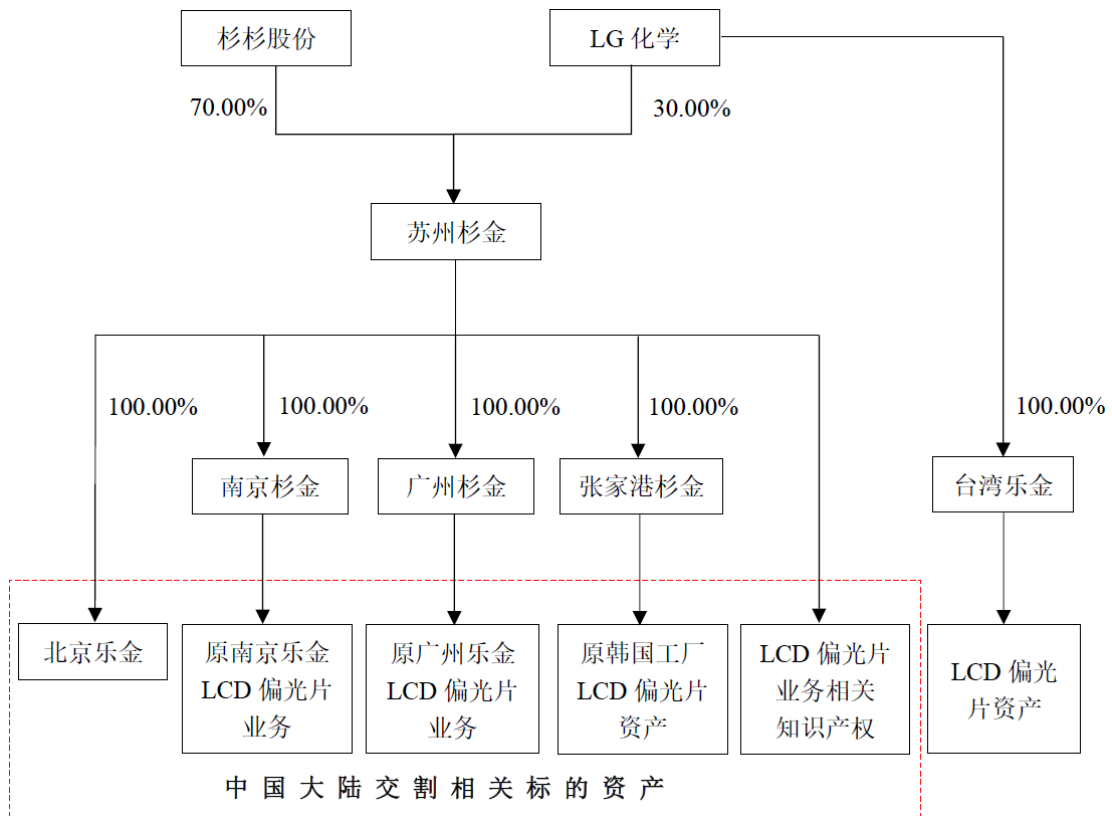 杉杉股份
LG 化学
70.00%
30.00%
苏州杉金
100.00%
100.00%
100.00%
100.00%
100.00%
南京杉金
广州杉金
张家港杉金
台湾乐金
北京乐金
原南京乐金
LCD 偏光片
业务
原广州乐金
LCD 偏光片
业务
原韩国工厂
LCD 偏光片
资产
LCD 偏光片
业务相关
知识产权
LCD 偏光
片资产
中国大陆交割相关标的资产